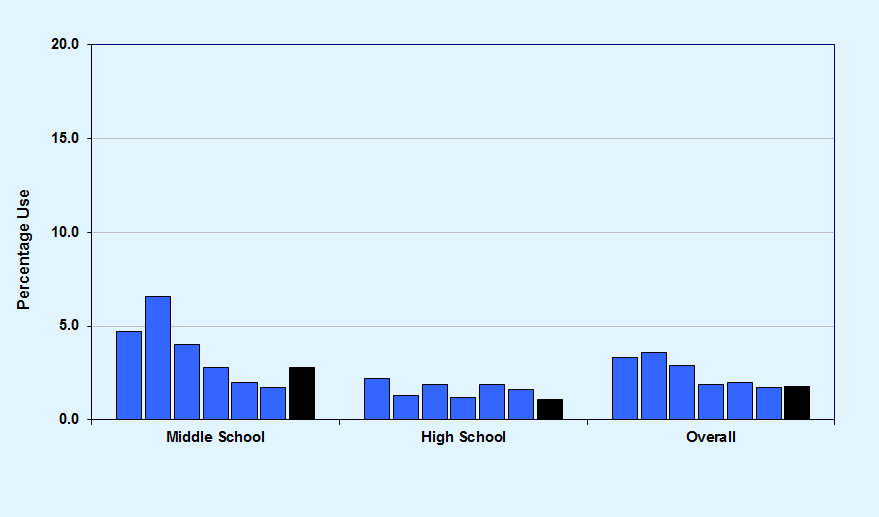 20.0
15.0
10.0
5.0
0.0
Percentage Use
Middle School
High School
Overall